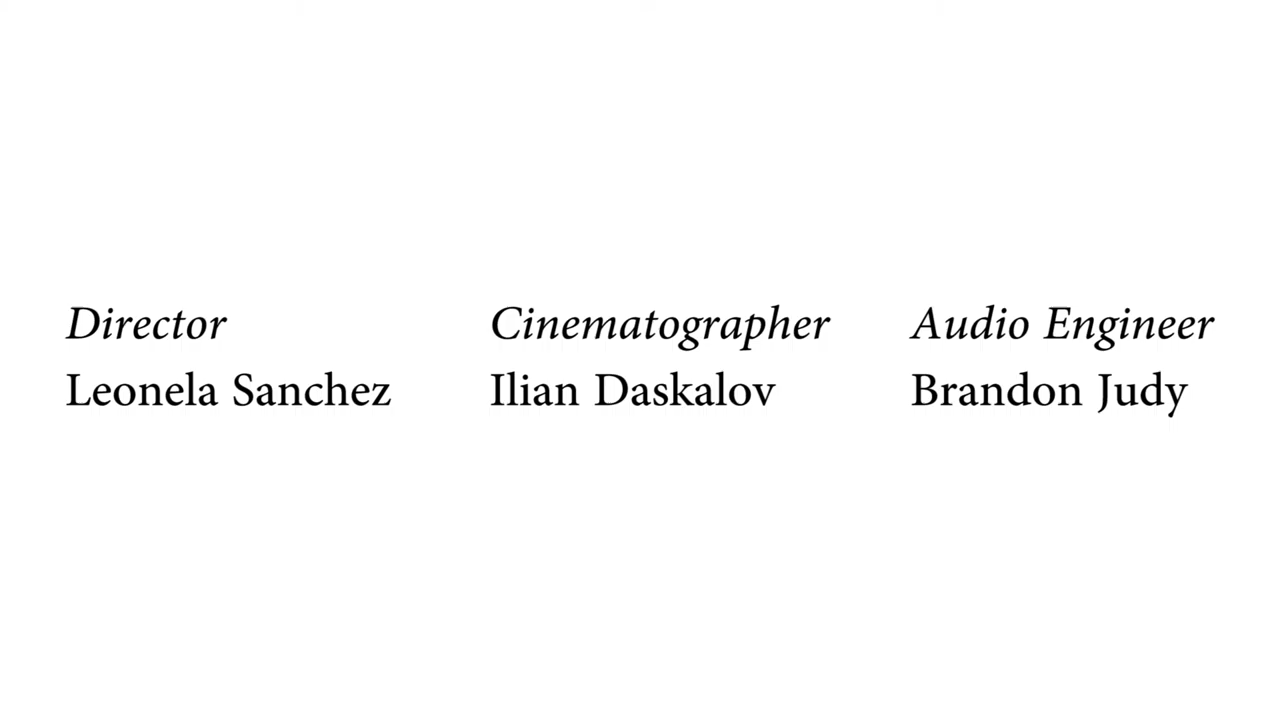 Director
Leonela Sanchez
Cinematographer
Ilian Daskalov
Audio Engineer
Brandon Judy